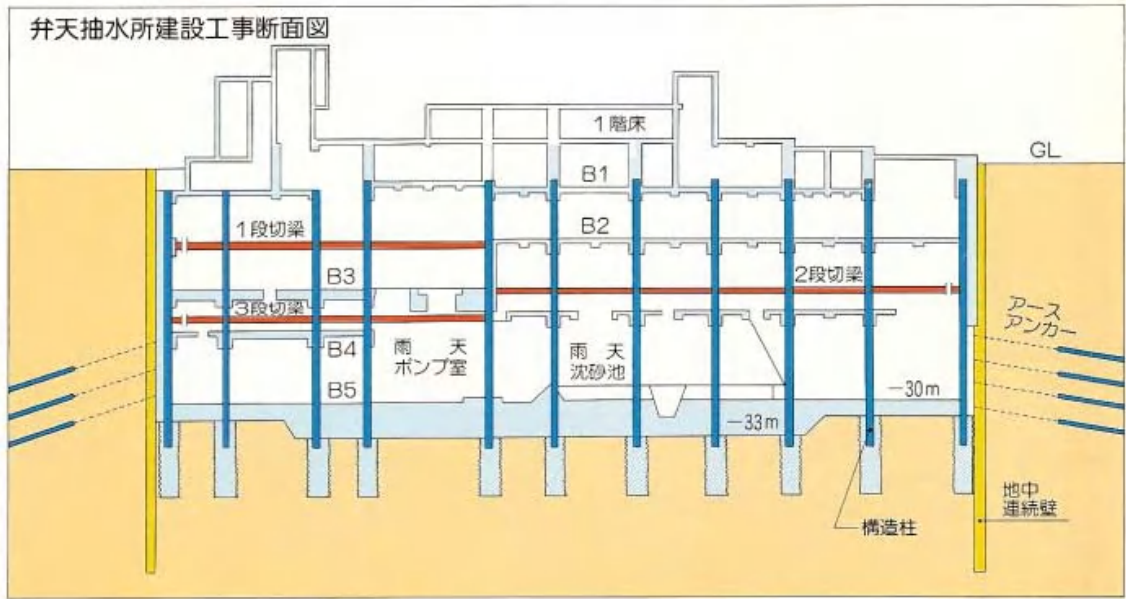 弁天抽水所建設工事断面図
1階床
GL
B1
1段切梁
B2
B3
2段切梁
3段切梁
アース
アンカー
B4
雨天
ポンプ室
雨天
沈砂池
B5
−30m
−33m
地中
連続壁
構造柱